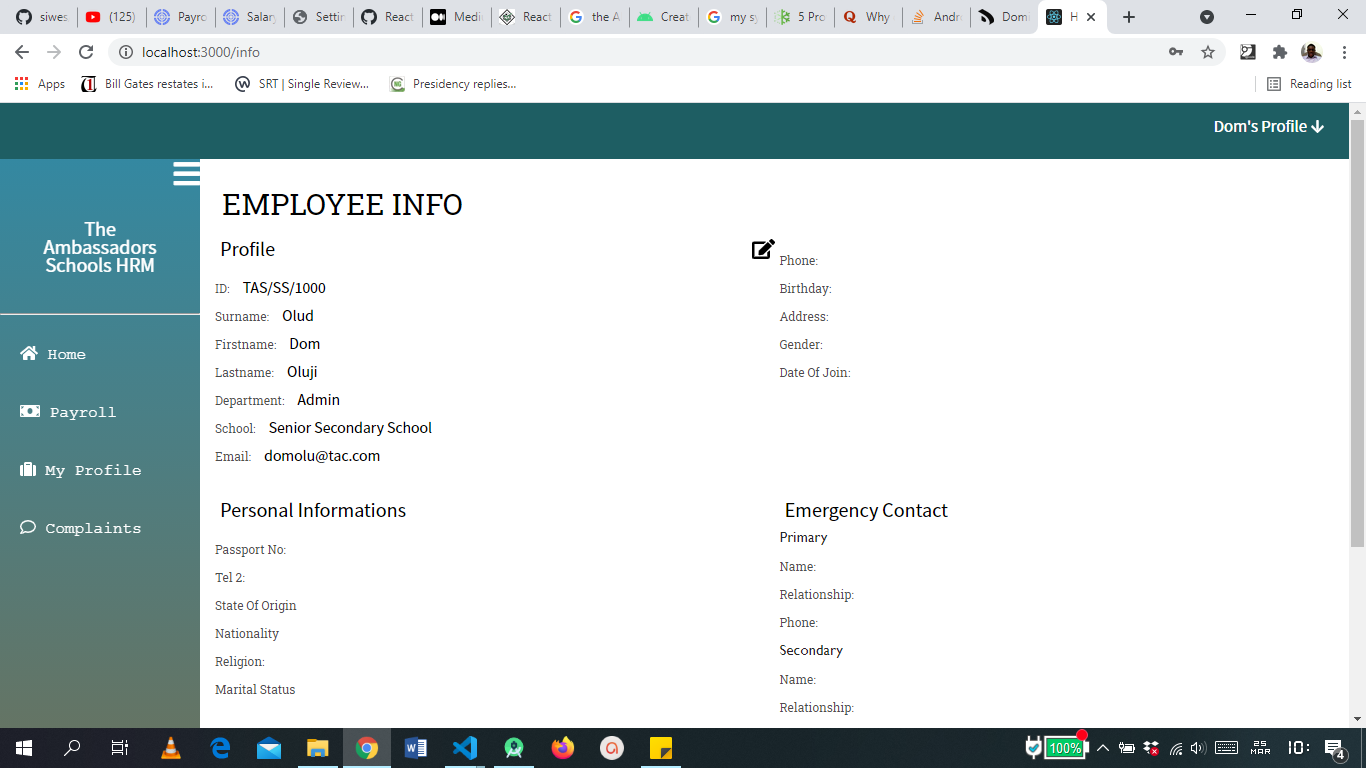 siwes
(125)
Payro
Salary
Settin
React
Medi
React
the A
Creat
my sy
5 Pro
Why
Andro
Dom
H
localhost:3000/info
Apps
Bill Gates restates i...
SRT | Single Review...
Presidency replies...
Reading list
Dom's Profile
The
Ambassadors
Schools HRM
Home
Payroll
My Profile
Complaints
EMPLOYEE INFO
Profile
ID: TAS/SS/1000
Surname: Olud
Firstname: Dom
Lastname: Oluji
Department: Admin
School: Senior Secondary School
Email: domolu@tac.com
Phone:
Birthday:
Address:
Gender:
Date Of Join:
Personal Informations
Passport No:
Tel 2:
State Of Origin
Nationality
Religion:
Marital Status
Emergency Contact
Primary
Name:
Relationship:
Phone:
Secondary
Name:
Relationship:
100%
25
MAR
10:
4